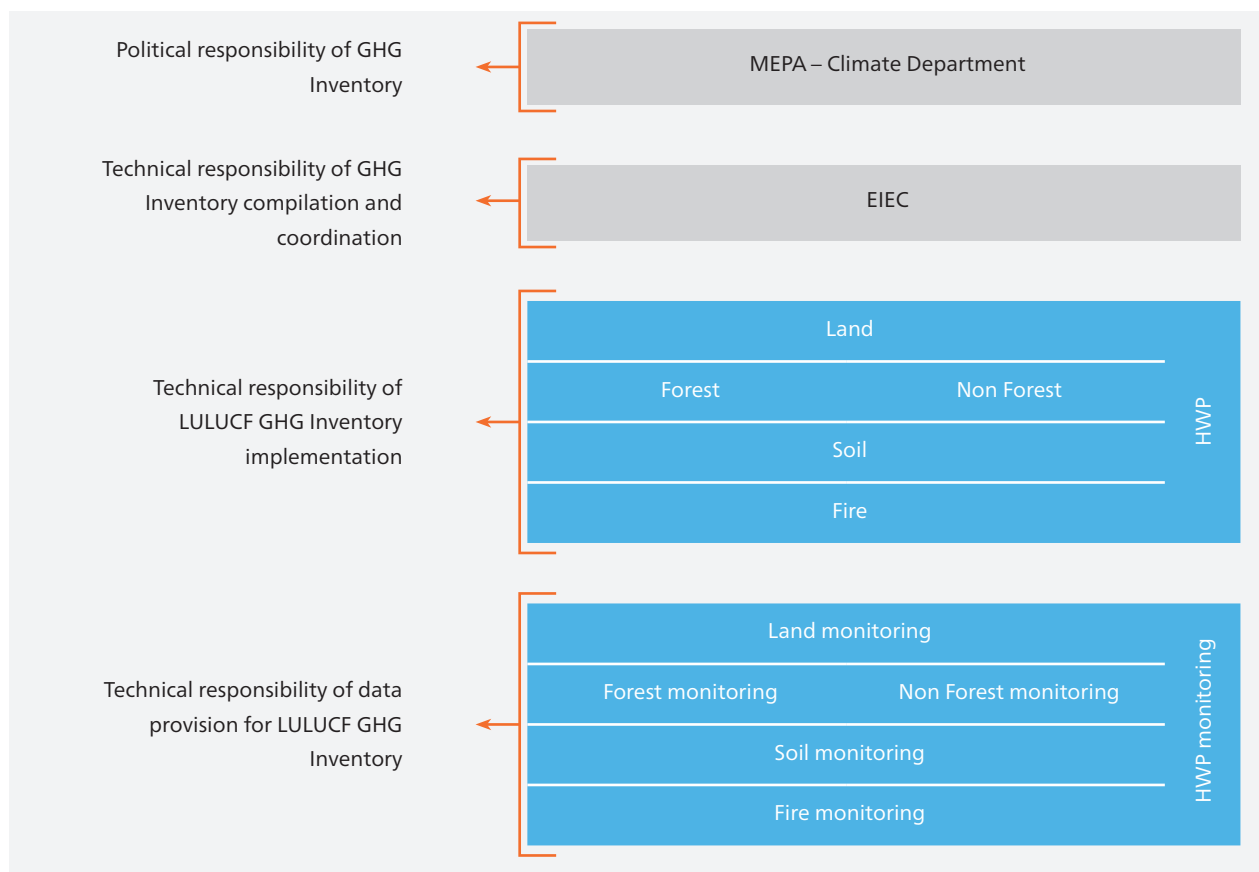 Political responsibility of GHG
Inventory
MEPA – Climate Department
Technical responsibility of GHG
Inventory compilation and
coordination
EIEC
Technical responsibility of
LULUCF GHG Inventory
implementation
Land
Forest
Non Forest
Soil
Fire
HWP
Technical responsibility of data
provision for LULUCF GHG
Inventory
Land monitoring
Forest monitoring
Non Forest monitoring
Soil monitoring
Fire monitoring
HWP monitoring